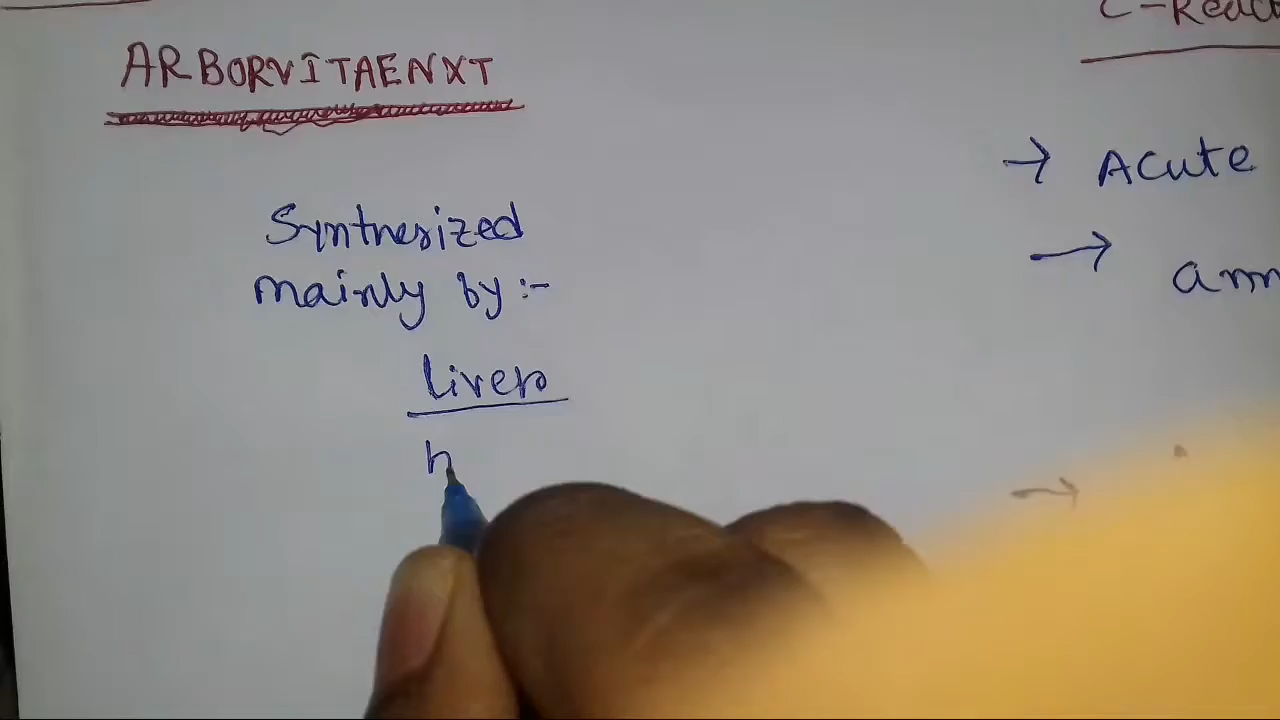 ARBORVITAENXT
Synthesized
mainly by :-
Liver
h
C-Reac
→ Acute
→
→